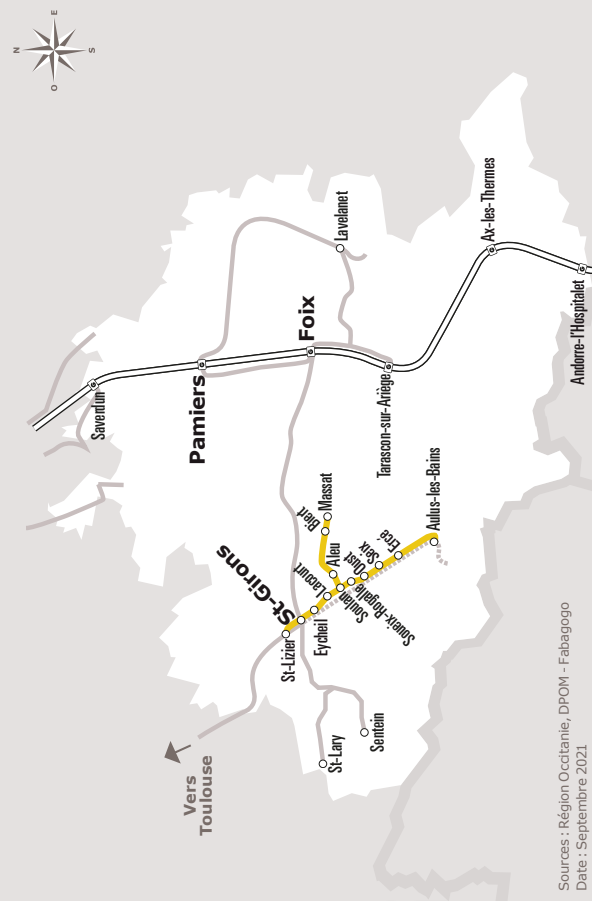 N
E
S
O
Saverdun
Pamiers
Foix
Lavelanet
Ax-les-Thermes
Andorre-l'Hospitalet
Tarascon-sur-Ariège
Vers
Toulouse
St-Girons
St-Lizier
Eycheil
Lacourt
Soulan
Aleu
Biert
Massat
Soueix-Rogalle
Oust
Seix
Ercé
Aulus-les-Bains
St-Lary
Sentein
Sources : Région Occitanie, DPOM - Fabagogo
Date : Septembre 2021